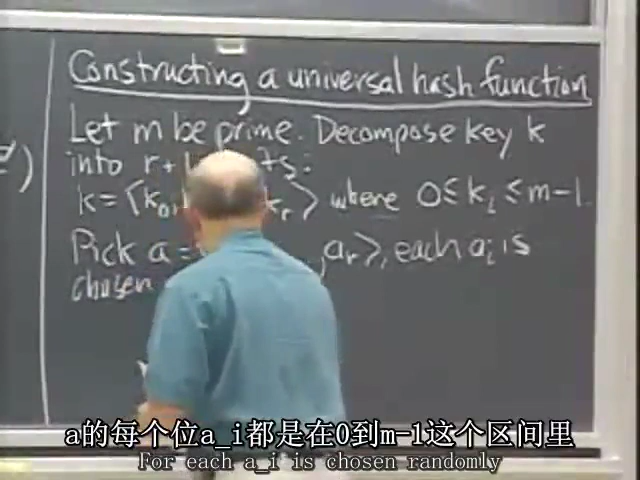 Constructing a universal hash function
Let m be prime. Decompose key k
into r+
k = ⟨k₀, kᵣ⟩ where 0≤kᵢ≤m-1
Pick a = , aᵣ⟩, each aᵢ is
chosen
a的每个位a_i都是在0到m-1这个区间里
For each a_i is chosen randomly